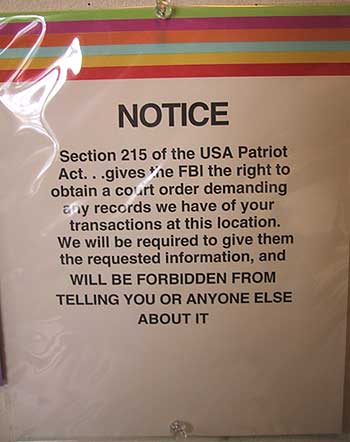 NOTICE
Section 215 of the USA Patriot
Act. . .gives the FBI the right to
obtain a court order demanding
any records we have of your
transactions at this location.
We will be required to give them
the requested information, and
WILL BE FORBIDDEN FROM
TELLING YOU OR ANYONE ELSE
ABOUT IT